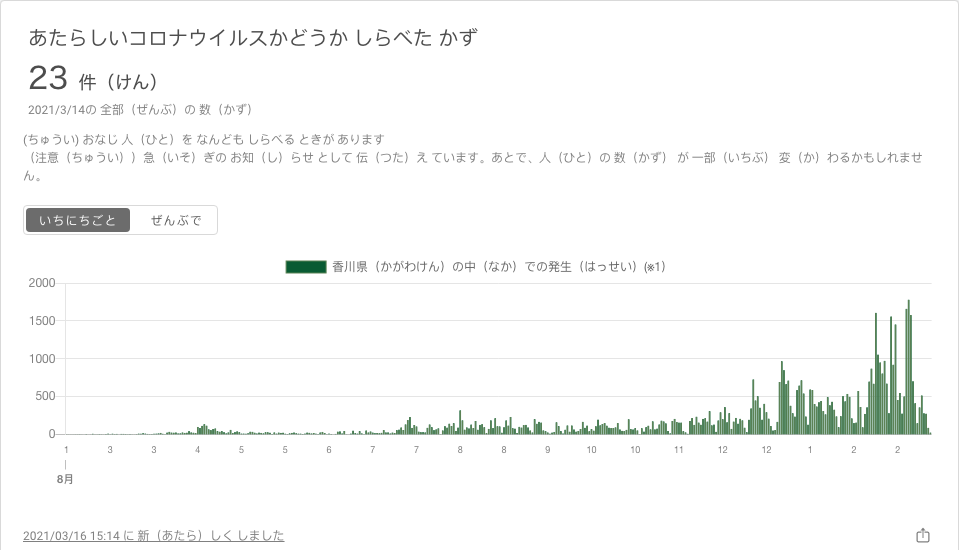 あたらしいコロナウイルスかどうか しらべた かず
23 件（けん）
2021/3/14の 全部（ぜんぶ）の 数（かず）
(ちゅうい) おなじ 人（ひと）を なんども しらべる ときが あります
（注意（ちゅうい））急（いそ）ぎの お知（し）らせ として 伝（つた）え ています。あとで、人（ひと）の 数（かず） が 一部（いちぶ） 変（か）わるかもしれませ
ん。
いちにちごと ぜんぶで
香川県（かがわけん）の中（なか）での発生（はっせい）(※1)
2000
1500
1000
500
0
1 3 3 4 5 5 6 7 7 8 8 9 10 10 11 12 12 1 2 2
8月
2021/03/16 15:14 に 新（あたら）しく しました